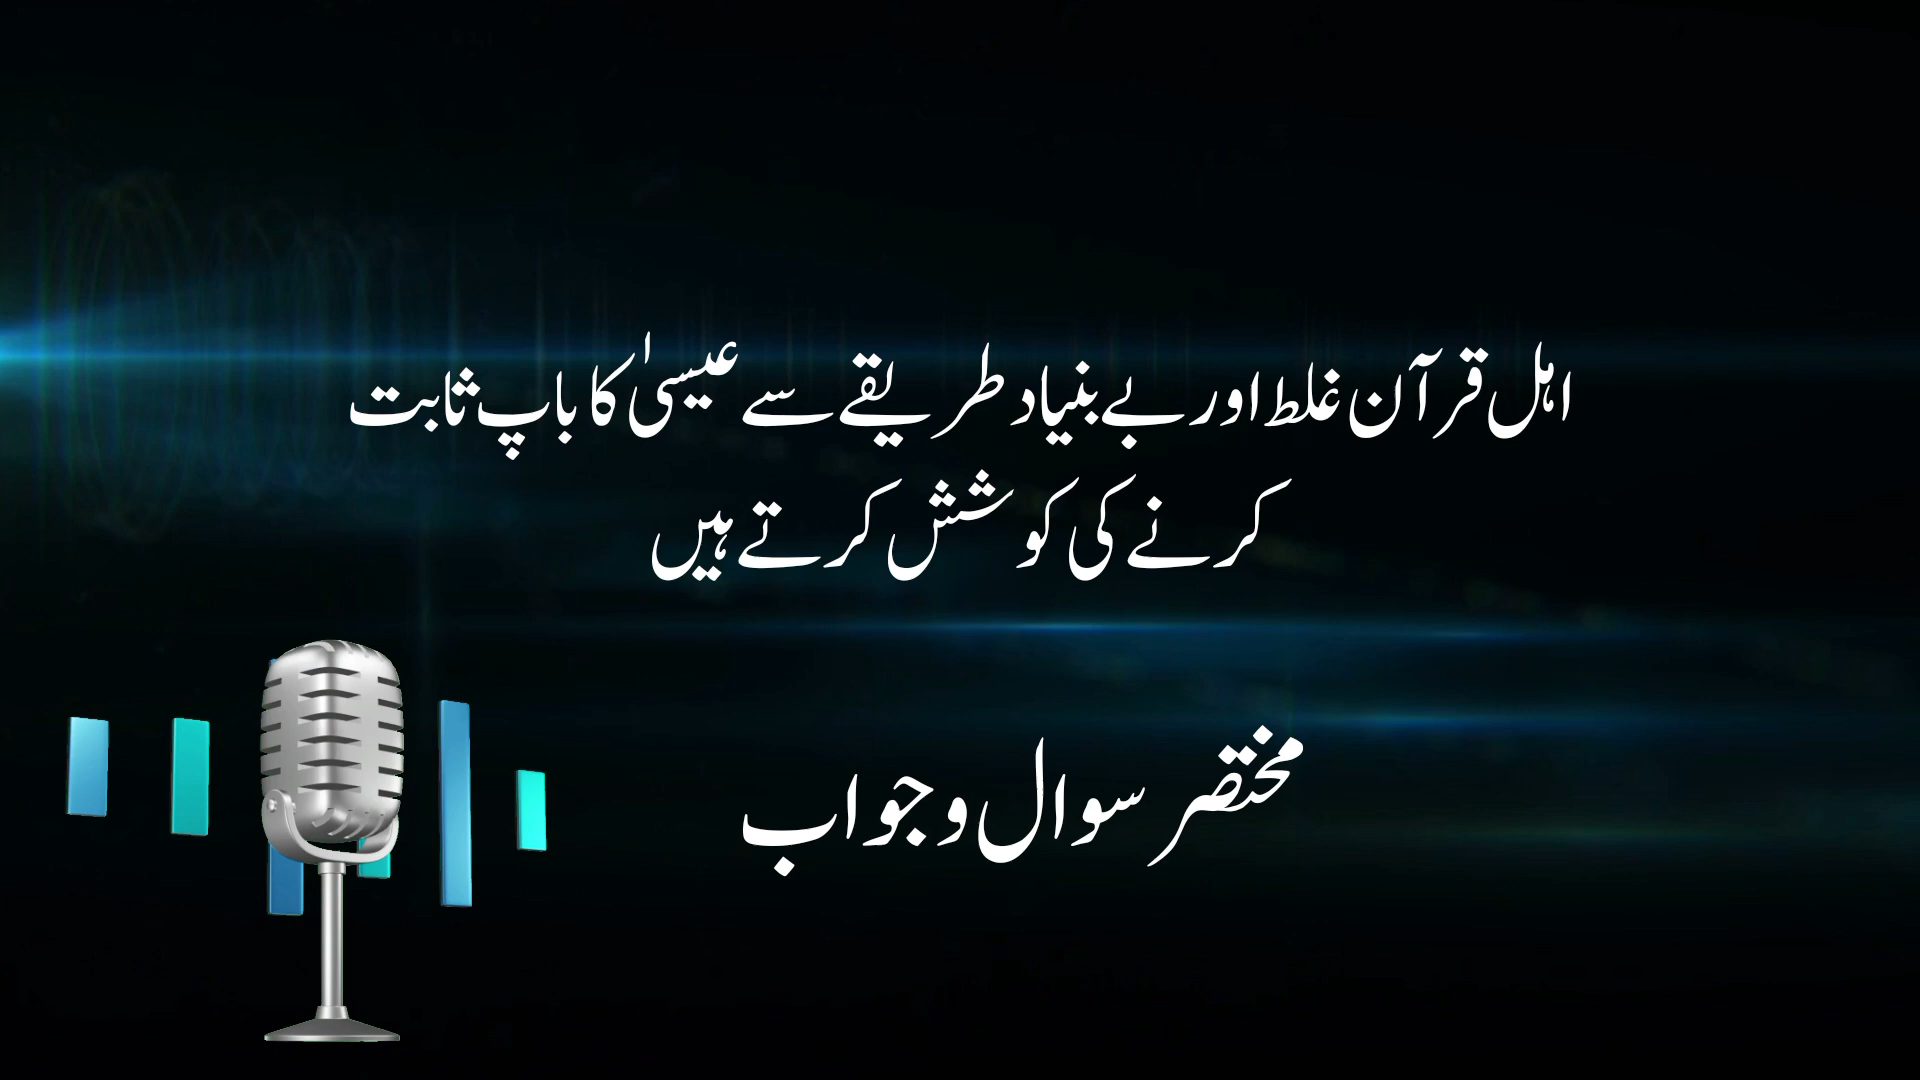 اہل قرآن غلط اور بے بنیاد طریقے سے عیسیٰ کا باپ ثابت
کرنے کی کوشش کرتے ہیں
مختصر سوال و جواب